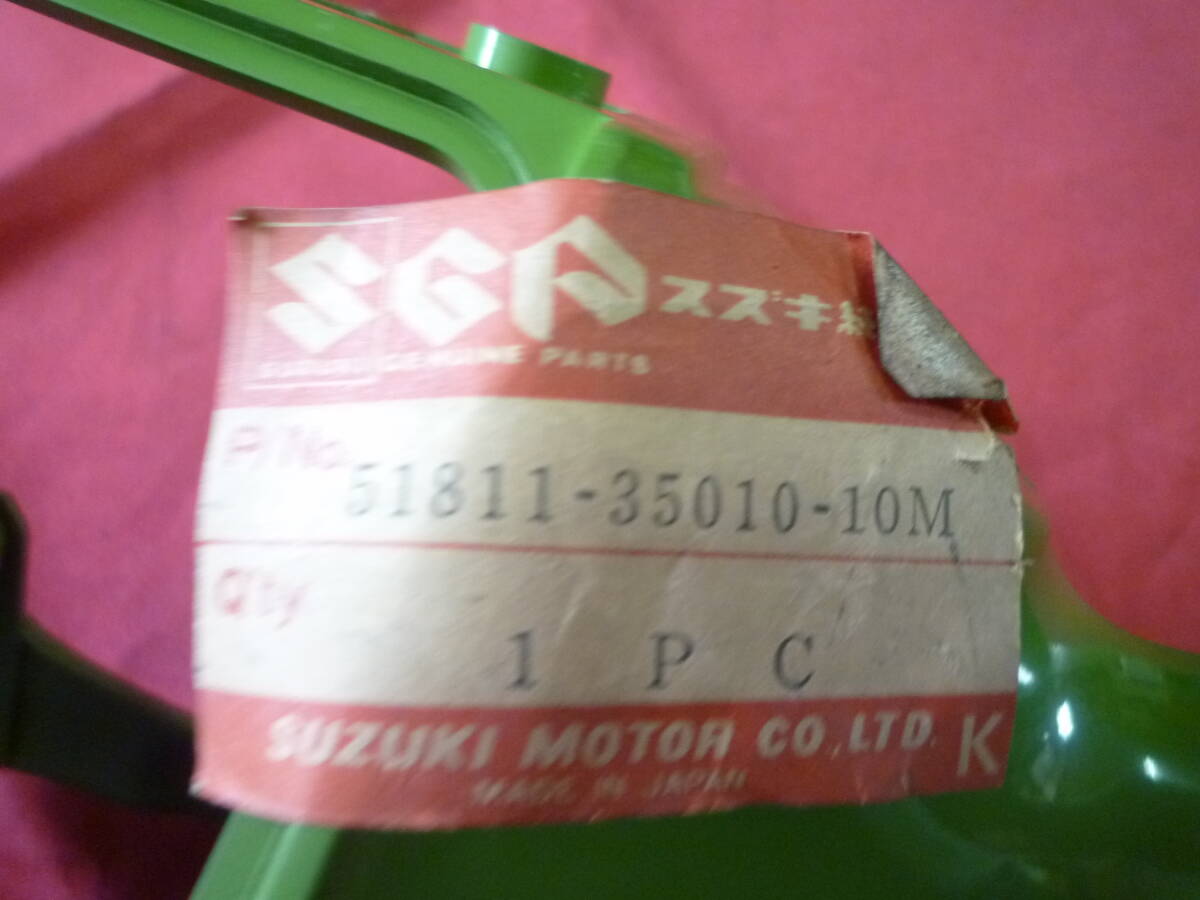 SGP スズキ純
SUZUKI GENUINE PARTS
P/No. 51811-35010-10M
Q'ty 1 PC
SUZUKI MOTOR CO., LTD. K
MADE IN JAPAN